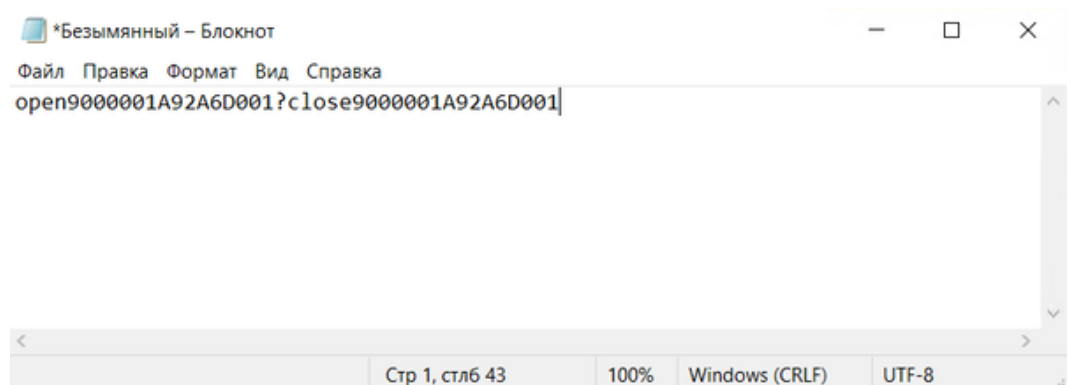 *Безымянный – Блокнот
Файл Правка Формат Вид Справка
open9000001A92A6D001?close9000001A92A6D001
Стр 1, стлб 43 100% Windows (CRLF) UTF-8